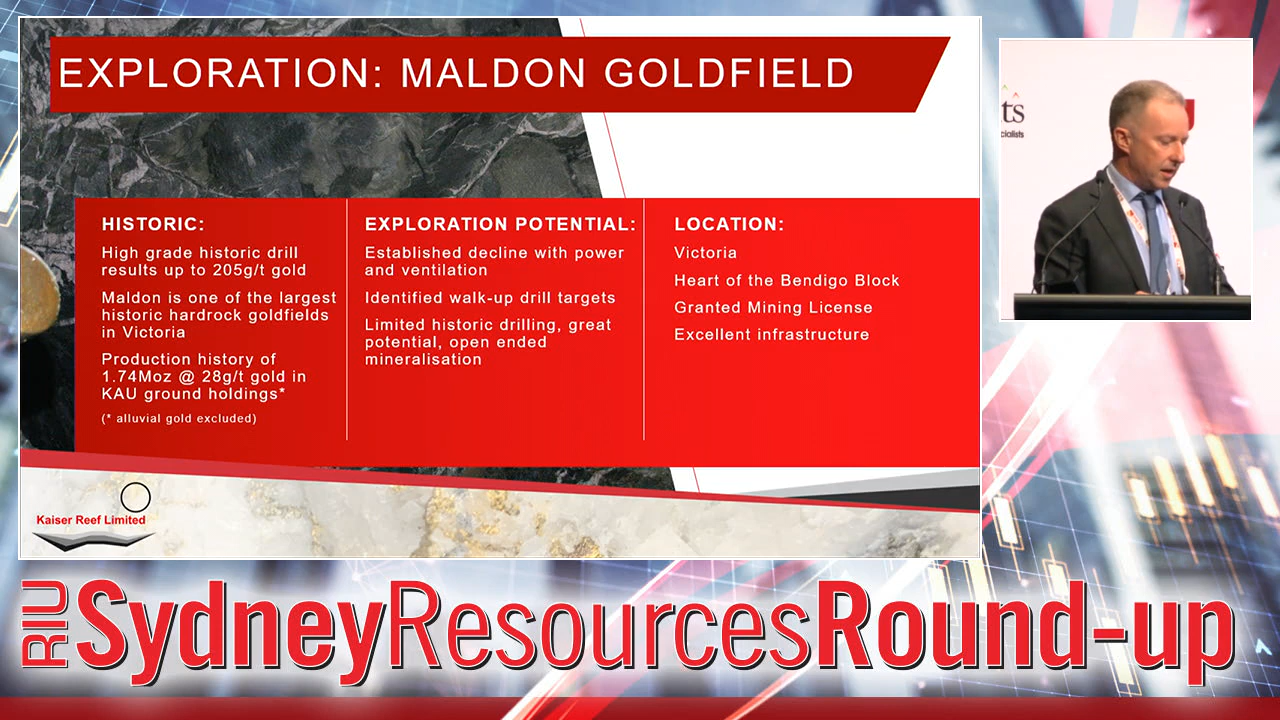 EXPLORATION: MALDON GOLDFIELD
HISTORIC:
High grade historic drill
results up to 205g/t gold
Maldon is one of the largest
historic hardrock goldfields
in Victoria
Production history of
1.74Moz @ 28g/t gold in
KAU ground holdings*
(* alluvial gold excluded)
EXPLORATION POTENTIAL:
Established decline with power
and ventilation
Identified walk-up drill targets
Limited historic drilling, great
potential, open ended
mineralisation
LOCATION:
Victoria
Heart of the Bendigo Block
Granted Mining License
Excellent infrastructure
Kaiser Reef Limited
RIU SydneyResourcesRound-up